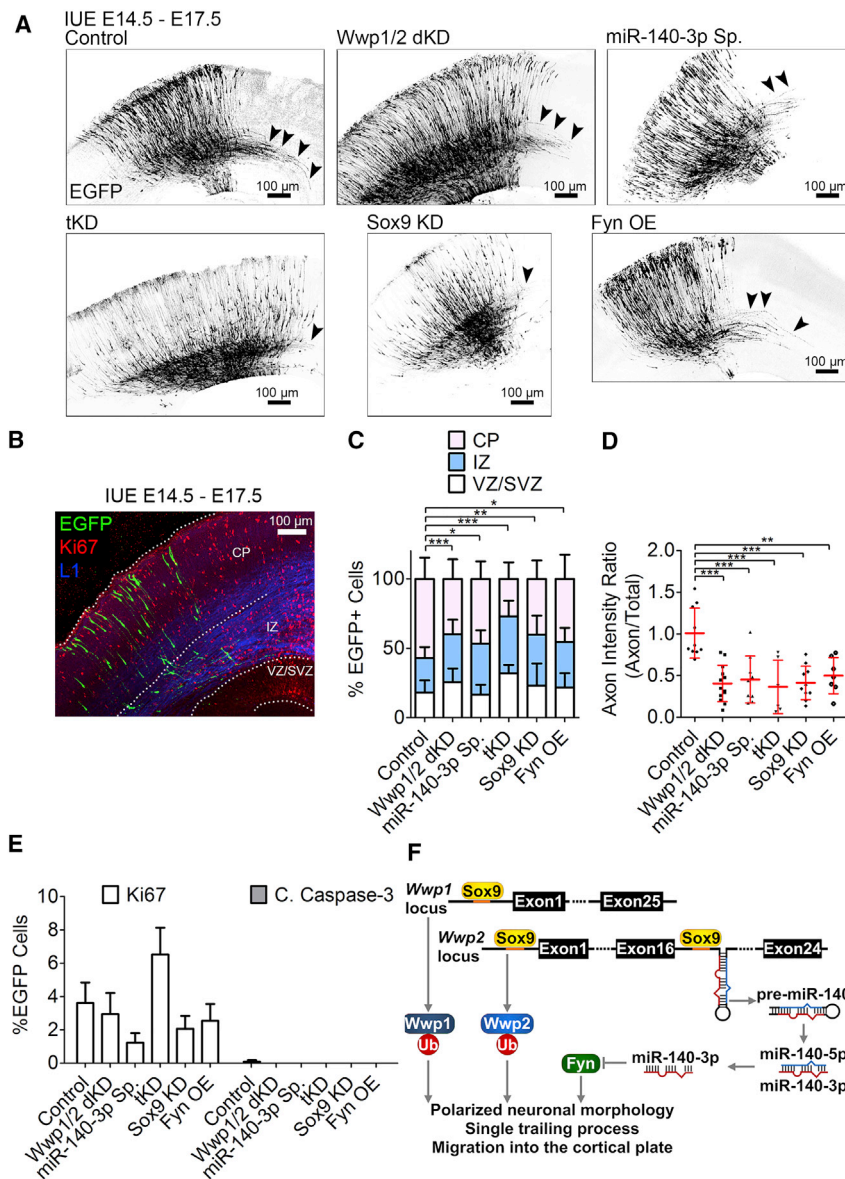 A
IUE E14.5 - E17.5
Control
Wwp1/2 dKD
miR-140-3p Sp.
EGFP
100 μm
100 μm
100 μm
tKD
Sox9 KD
Fyn OE
100 μm
100 μm
100 μm
B
IUE E14.5 - E17.5
EGFP
Ki67
L1
100 μm
CP
IZ
VZ/SVZ
C
CP
IZ
VZ/SVZ
*
**
***
*
***
% EGFP+ Cells
100
50
0
Control
Wwp1/2 dKD
miR-140-3p Sp.
tKD
Sox9 KD
Fyn OE
D
**
***
***
***
***
Axon Intensity Ratio
(Axon/Total)
2.0
1.5
1.0
0.5
0.0
Control
Wwp1/2 dKD
miR-140-3p Sp.
tKD
Sox9 KD
Fyn OE
E
Ki67
C. Caspase-3
%EGFP Cells
10
8
6
4
2
0
Control
Wwp1/2 dKD
miR-140-3p Sp.
tKD
Sox9 KD
Fyn OE
Control
Wwp1/2 dKD
miR-140-3p Sp.
tKD
Sox9 KD
Fyn OE
F
Wwp1
locus
Sox9
Exon1
Exon25
Wwp2
locus
Sox9
Exon1
Exon16
Sox9
Exon24
pre-miR-140
Wwp1
Ub
Wwp2
Ub
Fyn
miR-140-3p
miR-140-5p
miR-140-3p
Polarized neuronal morphology
Single trailing process
Migration into the cortical plate